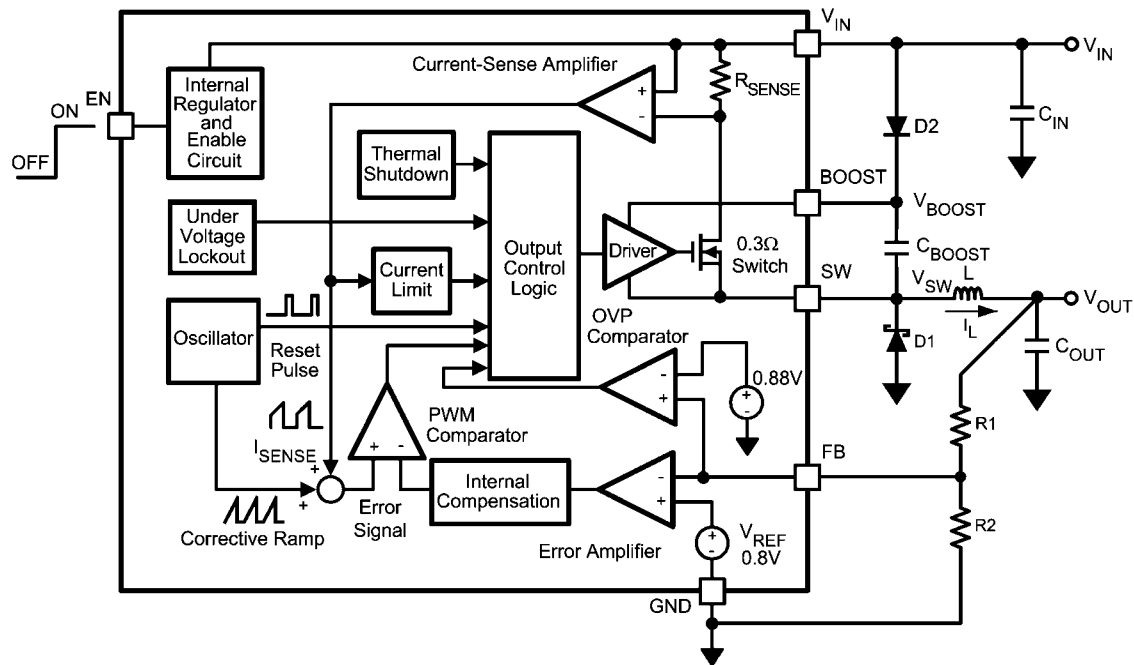 V_IN
V_IN
Current-Sense Amplifier
R_SENSE
+
-
C_IN
D2
EN
ON
OFF
Internal
Regulator
and
Enable
Circuit
Thermal
Shutdown
BOOST
V_BOOST
Under
Voltage
Lockout
Output
Control
Logic
Driver
0.3Ω
Switch
C_BOOST
Current
Limit
SW
V_SW
L
I_L
V_OUT
Oscillator
Reset
Pulse
OVP
Comparator
D1
C_OUT
-
+
0.88V
+
-
PWM
Comparator
+
-
I_SENSE
+
+
Error
Signal
Corrective Ramp
Internal
Compensation
-
+
Error Amplifier
FB
R1
R2
+
-
V_REF
0.8V
GND